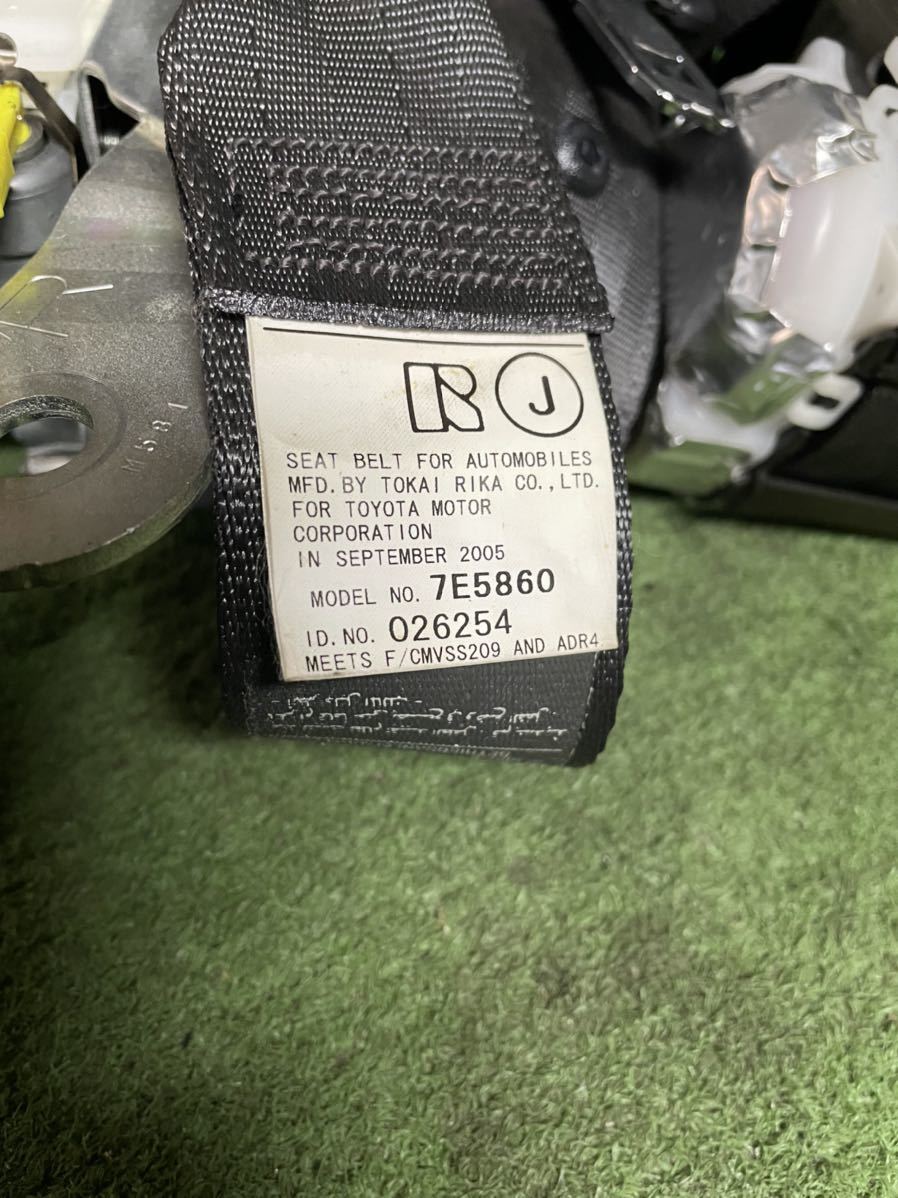 R J
SEAT BELT FOR AUTOMOBILES
MFD. BY TOKAI RIKA CO., LTD.
FOR TOYOTA MOTOR
CORPORATION
IN SEPTEMBER 2005
MODEL NO. 7E5860
ID. NO. 026254
MEETS F/CMVSS209 AND ADR4
M581